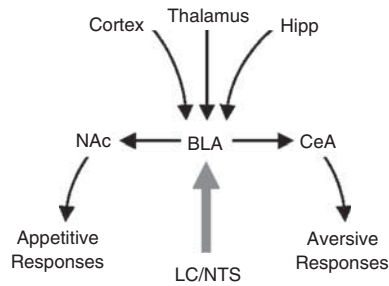 Thalamus
Cortex
Hipp
NAc
BLA
CeA
Appetitive
Responses
LC/NTS
Aversive
Responses